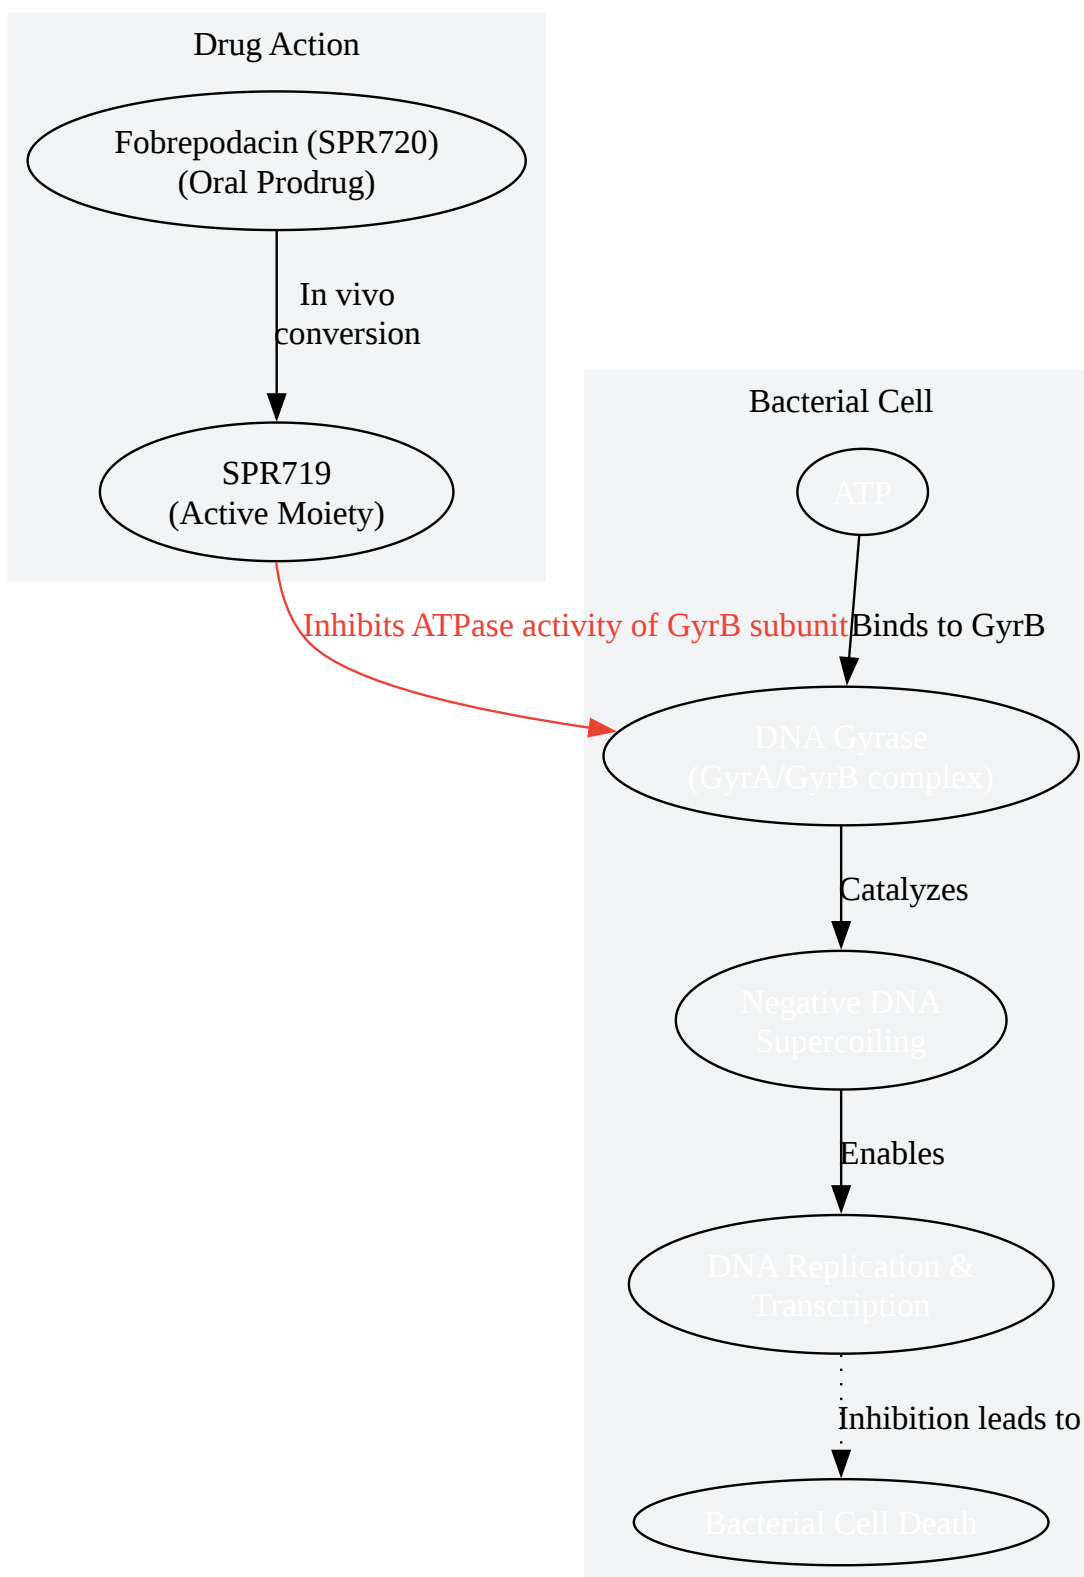 Drug Action
Fobrepodacin (SPR720)
(Oral Prodrug)
In vivo
conversion
SPR719
(Active Moiety)
Inhibits ATPase activity of GyrB subunit
Bacterial Cell
ATP
Binds to GyrB
DNA Gyrase
(GyrA/GyrB complex)
Catalyzes
Negative DNA
Supercoiling
Enables
DNA Replication &
Transcription
Inhibition leads to
Bacterial Cell Death